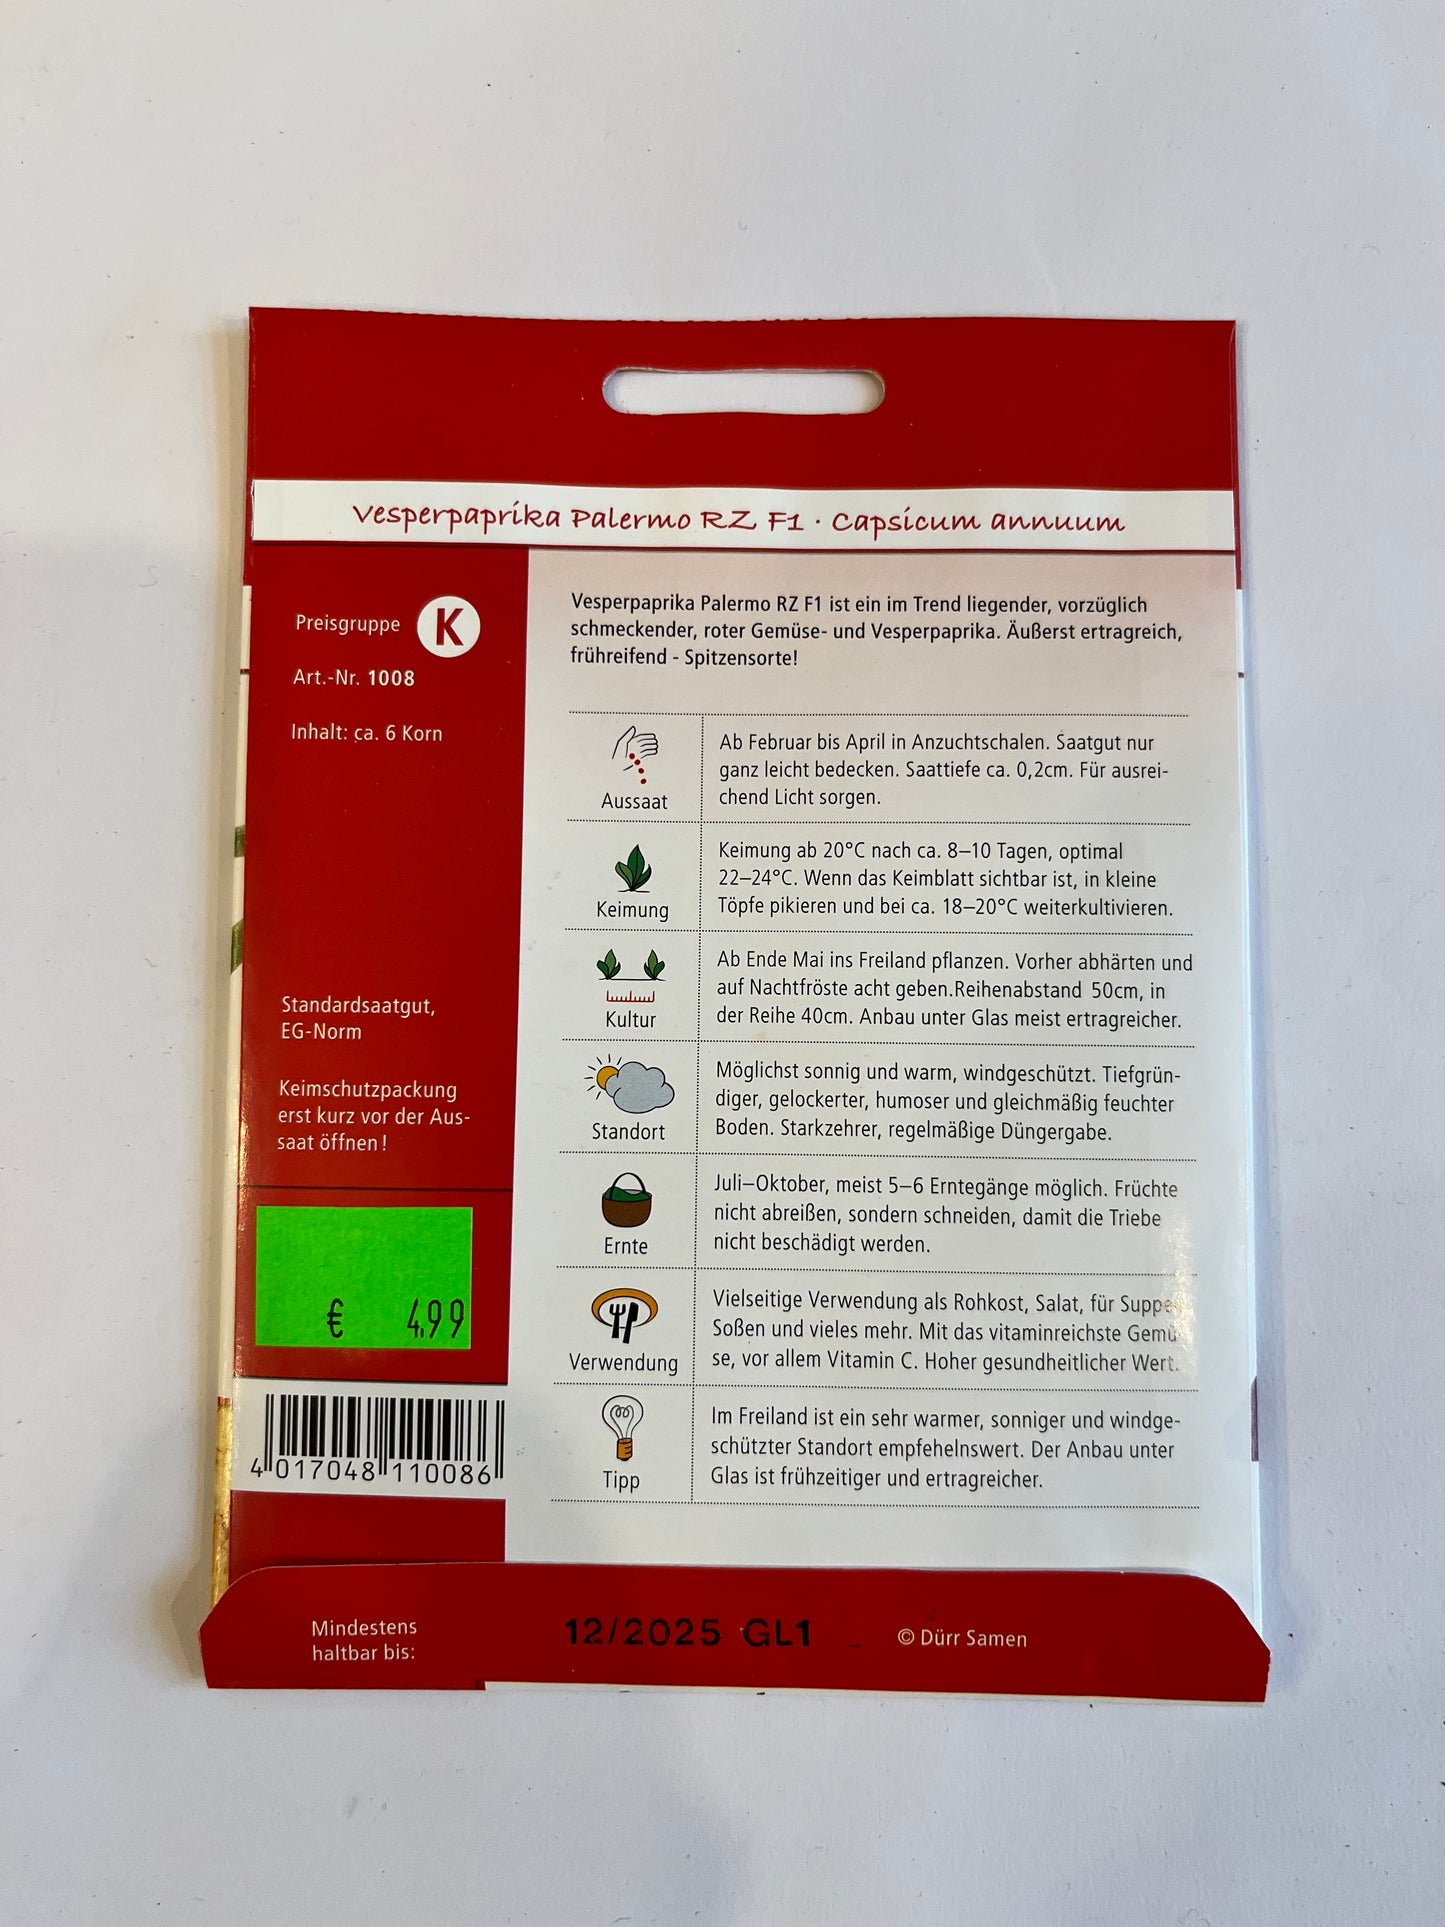 Vesperpaprika Palermo RZ F1 · Capsicum annuum
Preisgruppe K
Art.-Nr. 1008
Inhalt: ca. 6 Korn
Standardsaatgut,
EG-Norm
Keimschutzpackung
erst kurz vor der Aus-
saat öffnen!
€ 4,99
4 017048 110086
Vesperpaprika Palermo RZ F1 ist ein im Trend liegender, vorzüglich
schmeckender, roter Gemüse- und Vesperpaprika. Äußerst ertragreich,
frühreifend - Spitzensorte!
Aussaat
Ab Februar bis April in Anzuchtschalen. Saatgut nur
ganz leicht bedecken. Saattiefe ca. 0,2cm. Für ausrei-
chend Licht sorgen.
Keimung
Keimung ab 20°C nach ca. 8–10 Tagen, optimal
22–24°C. Wenn das Keimblatt sichtbar ist, in kleine
Töpfe pikieren und bei ca. 18–20°C weiterkultivieren.
Kultur
Ab Ende Mai ins Freiland pflanzen. Vorher abhärten und
auf Nachtfröste acht geben.Reihenabstand 50cm, in
der Reihe 40cm. Anbau unter Glas meist ertragreicher.
Standort
Möglichst sonnig und warm, windgeschützt. Tiefgrün-
diger, gelockerter, humoser und gleichmäßig feuchter
Boden. Starkzehrer, regelmäßige Düngergabe.
Ernte
Juli–Oktober, meist 5–6 Erntegänge möglich. Früchte
nicht abreißen, sondern schneiden, damit die Triebe
nicht beschädigt werden.
Verwendung
Vielseitige Verwendung als Rohkost, Salat, für
Soßen und vieles mehr. Mit das vitaminreichste Gemü-
se, vor allem Vitamin C. Hoher gesundheitlicher Wert.
Tipp
Im Freiland ist ein sehr warmer, sonniger und windge-
schützter Standort empfehelnswert. Der Anbau unter
Glas ist frühzeitiger und ertragreicher.
Mindestens
haltbar bis:
12/2025 GL1
© Dürr Samen